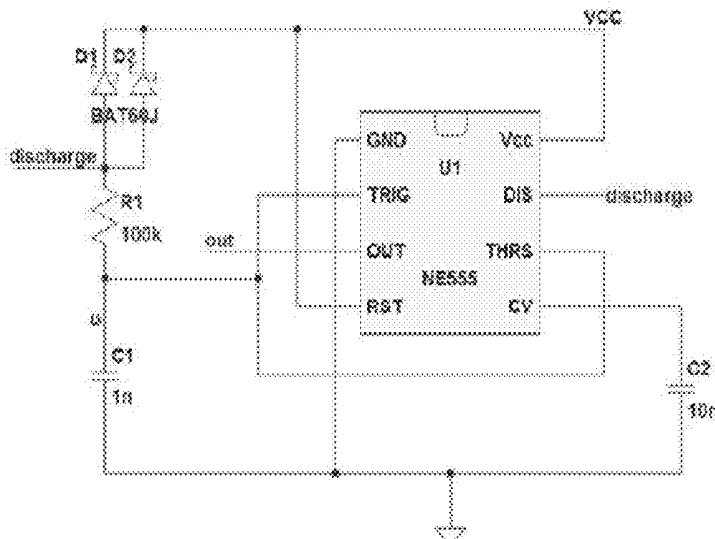 VCC
D1 D2
BAT60J
GND Vcc
U1
discharge
TRIG DIS discharge
R1
100k
out OUT THRS
NE555
RST CV
C1
1n
C2